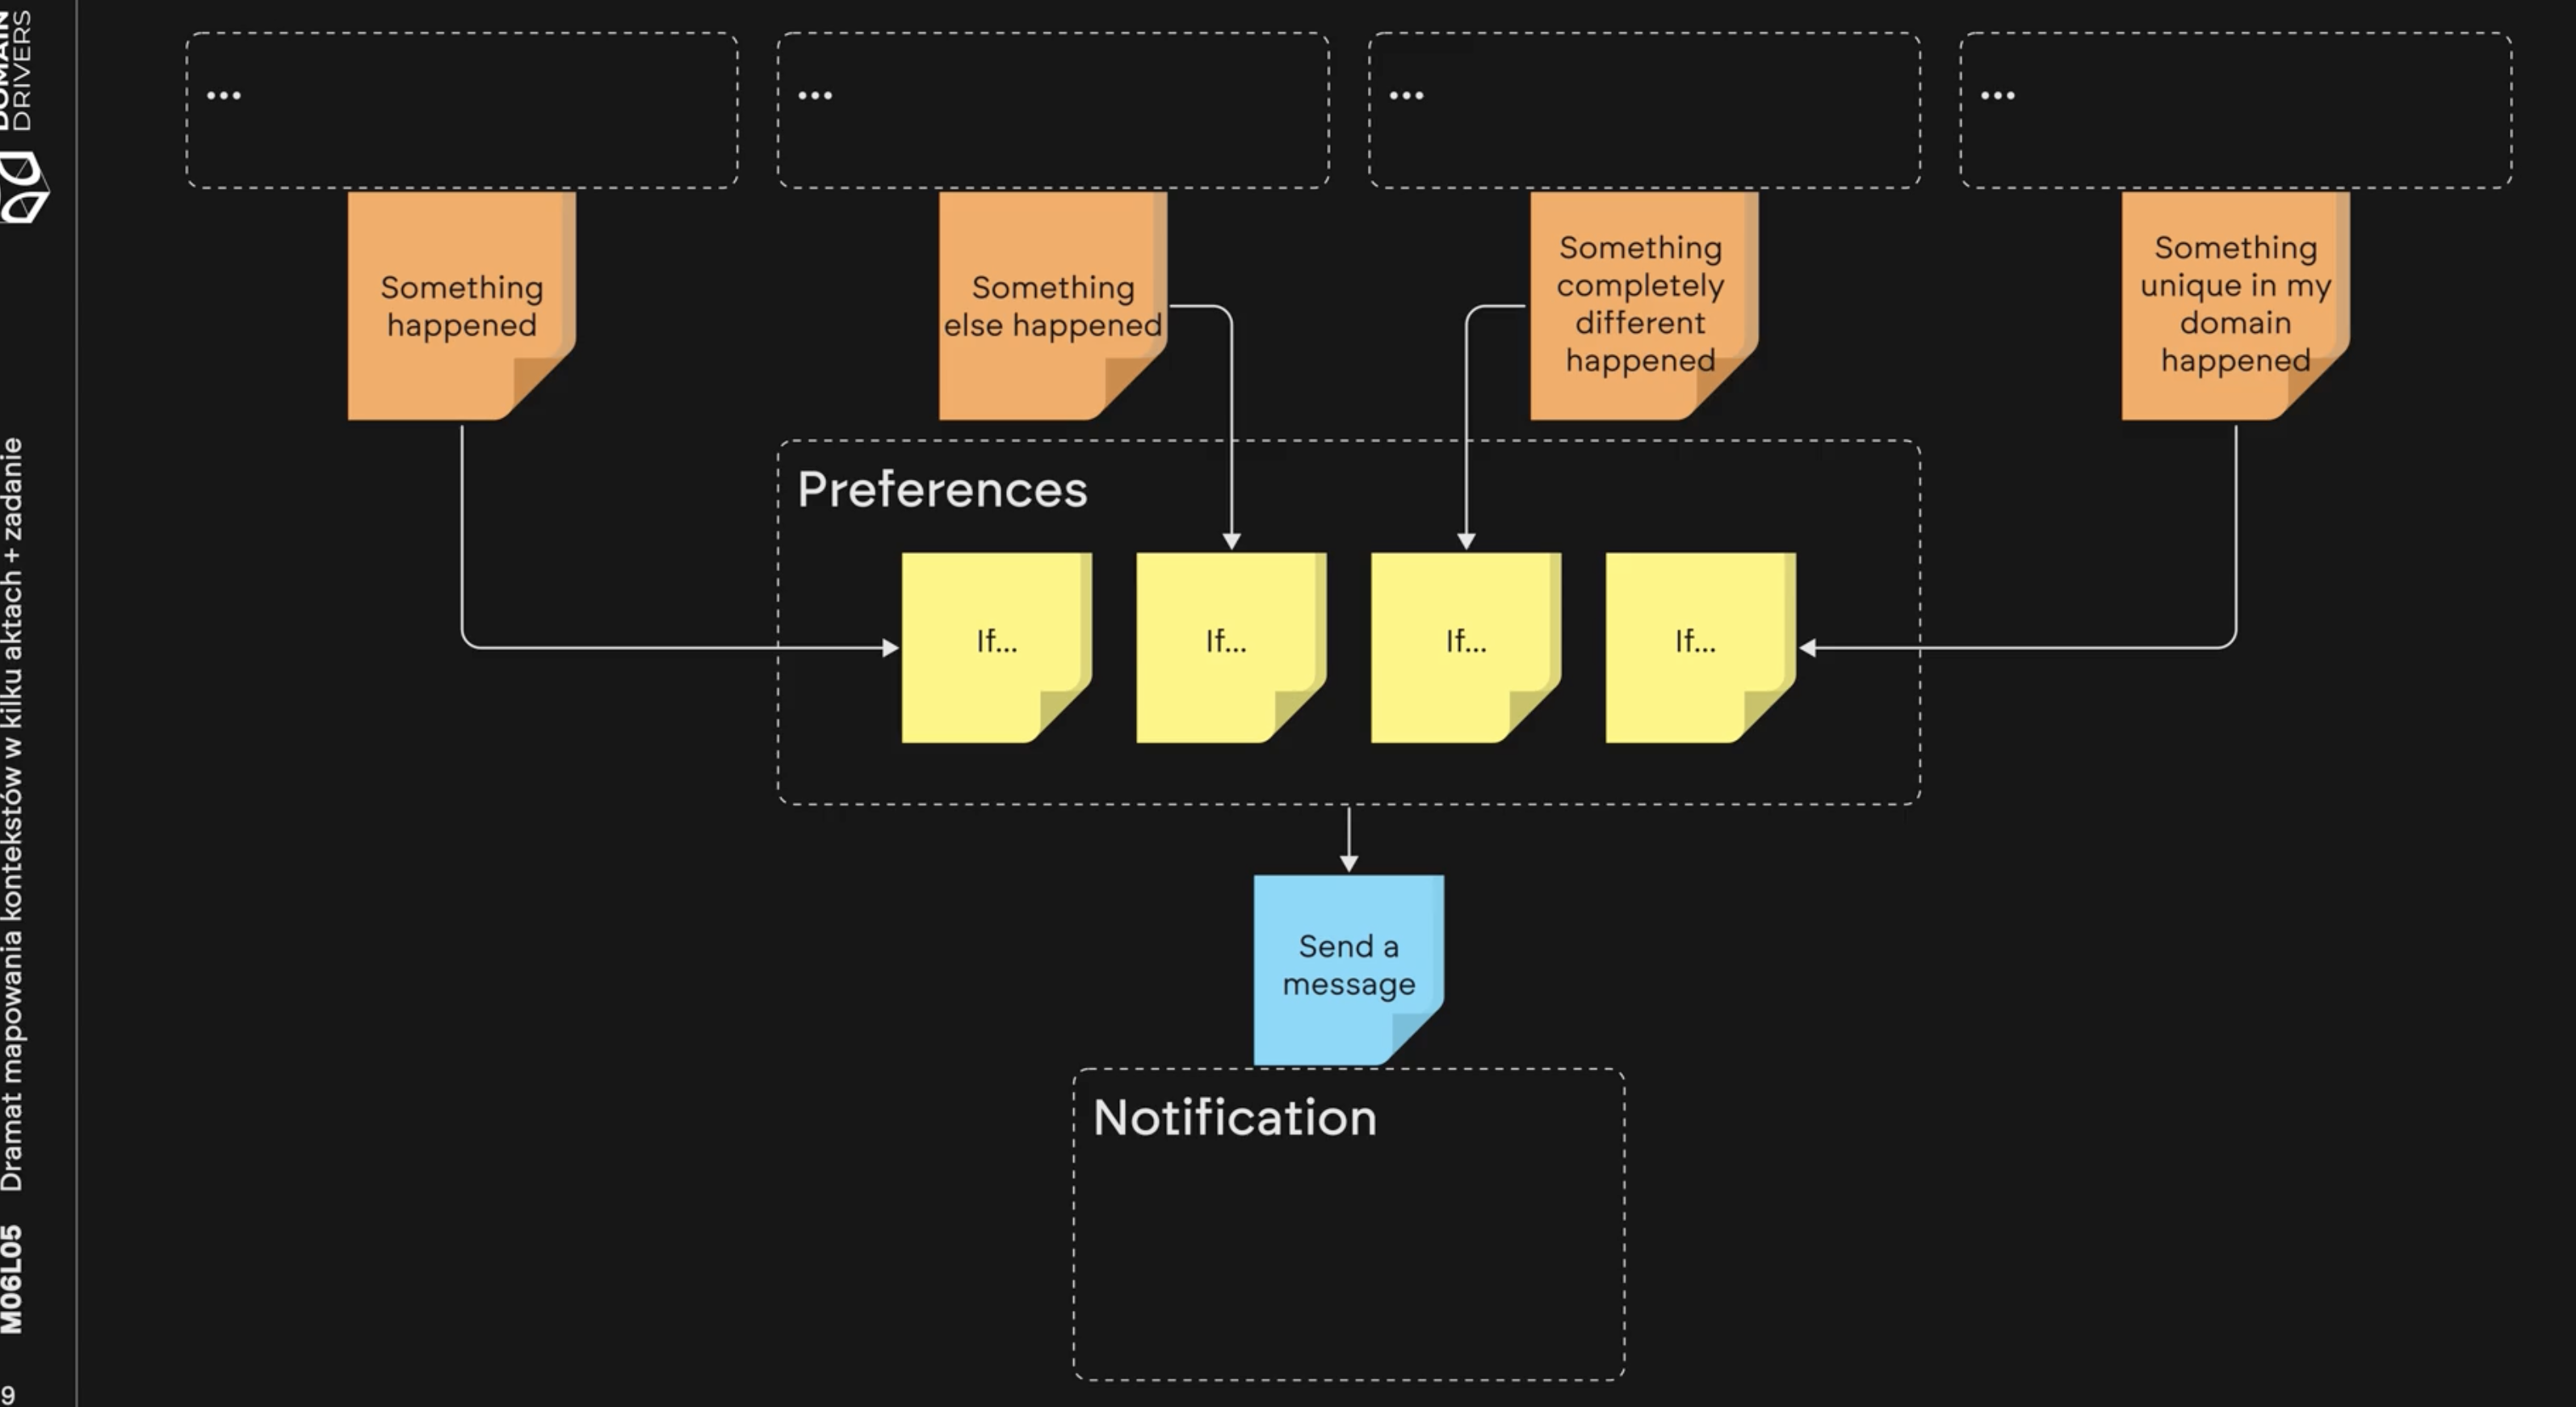 DOMAIN
DRIVERS
Dramat mapowania kontekstów w kilku aktach + zadanie
M06L05
9
...
...
...
...
Something
happened
Something
else happened
Something
completely
different
happened
Something
unique in my
domain
happened
Preferences
If...
If...
If...
If...
Send a
message
Notification